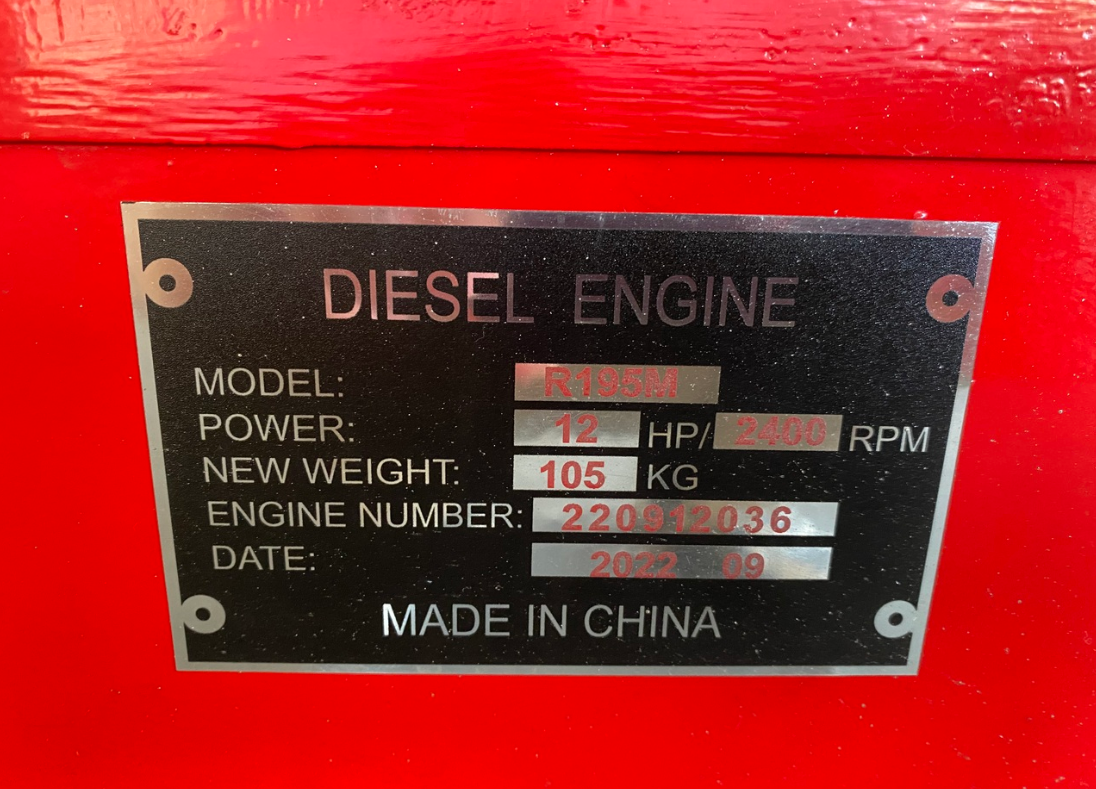 DIESEL ENGINE
MODEL: R195M
POWER: 12 HP/ 2400 RPM
NEW WEIGHT: 105 KG
ENGINE NUMBER: 220912036
DATE: 2022 09
MADE IN CHINA